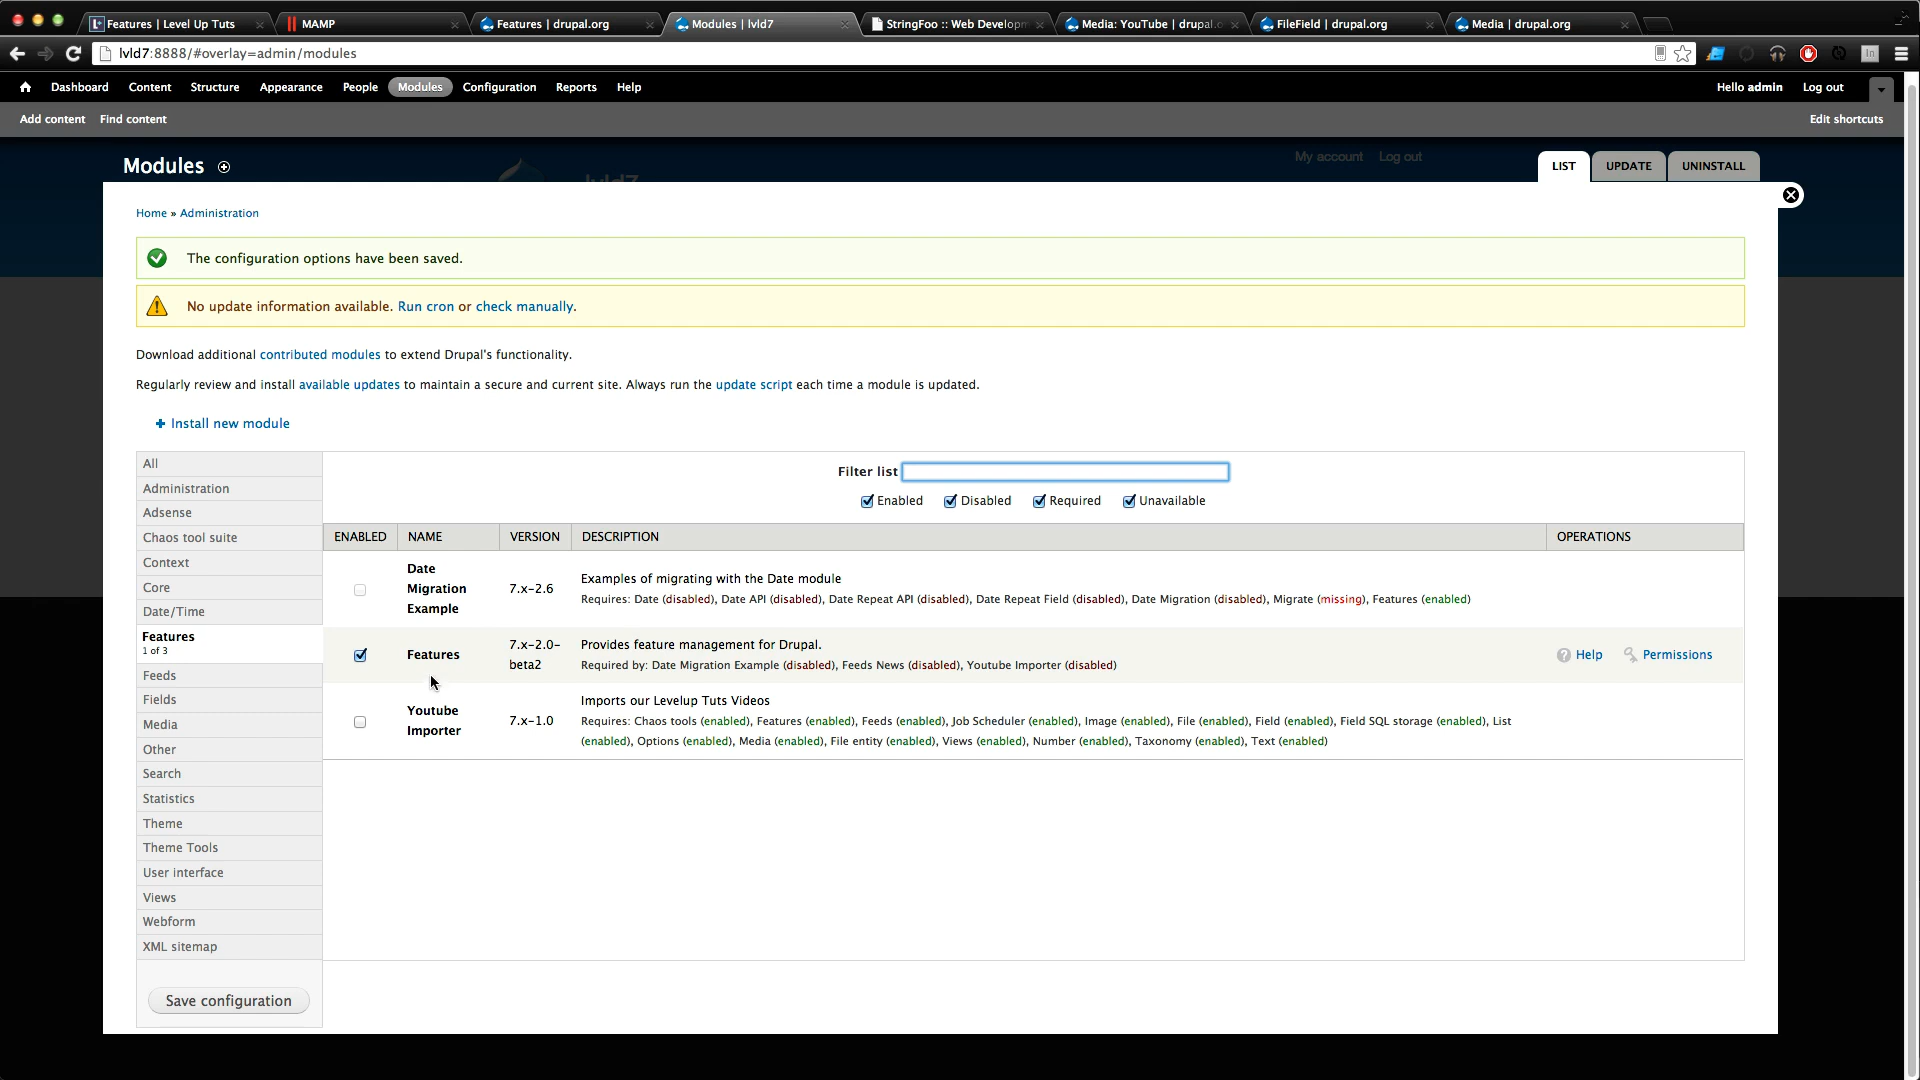 Features | Level Up Tuts
MAMP
Features | drupal.org
Modules | lvld7
StringFoo :: Web Developm
Media: YouTube | drupal.o
FileField | drupal.org
Media | drupal.org
lvld7:8888/#overlay=admin/modules
Dashboard Content Structure Appearance People Modules Configuration Reports Help
Hello admin Log out
Add content Find content
Edit shortcuts
Modules
My account Log out
LIST UPDATE UNINSTALL
Home » Administration
The configuration options have been saved.
No update information available. Run cron or check manually.
Download additional contributed modules to extend Drupal's functionality.
Regularly review and install available updates to maintain a secure and current site. Always run the update script each time a module is updated.
+ Install new module
All
Administration
Adsense
Chaos tool suite
Context
Core
Date/Time
Features
1 of 3
Feeds
Fields
Media
Other
Search
Statistics
Theme
Theme Tools
User interface
Views
Webform
XML sitemap
Save configuration
Filter list
Enabled Disabled Required Unavailable
ENABLED NAME VERSION DESCRIPTION OPERATIONS
Date
Migration
Example
7.x-2.6
Examples of migrating with the Date module
Requires: Date (disabled), Date API (disabled), Date Repeat API (disabled), Date Repeat Field (disabled), Date Migration (disabled), Migrate (missing), Features (enabled)
Features
7.x-2.0-
beta2
Provides feature management for Drupal.
Required by: Date Migration Example (disabled), Feeds News (disabled), Youtube Importer (disabled)
Help Permissions
Youtube
Importer
7.x-1.0
Imports our Levelup Tuts Videos
Requires: Chaos tools (enabled), Features (enabled), Feeds (enabled), Job Scheduler (enabled), Image (enabled), File (enabled), Field (enabled), Field SQL storage (enabled), List
(enabled), Options (enabled), Media (enabled), File entity (enabled), Views (enabled), Number (enabled), Taxonomy (enabled), Text (enabled)